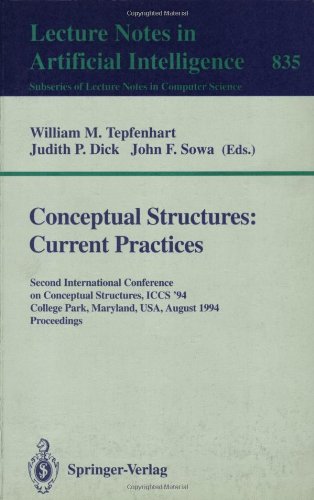 Lecture Notes in
Artificial Intelligence 835
Subseries of Lecture Notes in Computer Science
William M. Tepfenhart
Judith P. Dick John F. Sowa (Eds.)
Conceptual Structures:
Current Practices
Second International Conference
on Conceptual Structures, ICCS '94
College Park, Maryland, USA, August 1994
Proceedings
Springer-Verlag